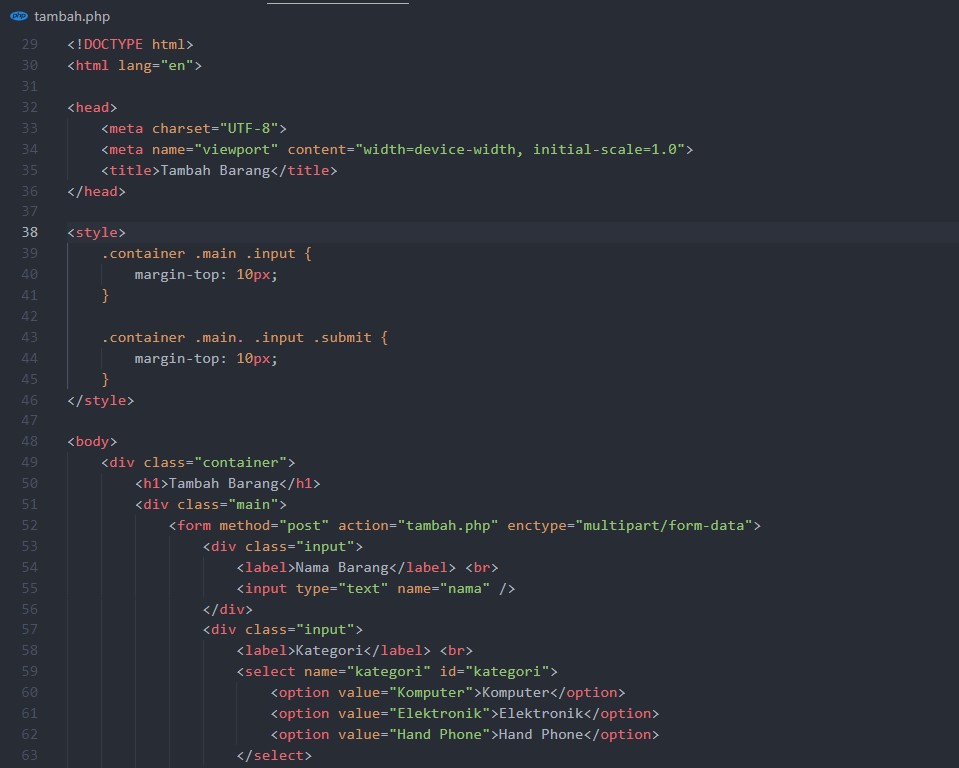 php tambah.php
29 <!DOCTYPE html>
30 <html lang="en">
31
32 <head>
33     <meta charset="UTF-8">
34     <meta name="viewport" content="width=device-width, initial-scale=1.0">
35     <title>Tambah Barang</title>
36 </head>
37
38 <style>
39     .container .main .input {
40         margin-top: 10px;
41     }
42
43     .container .main. .input .submit {
44         margin-top: 10px;
45     }
46 </style>
47
48 <body>
49     <div class="container">
50         <h1>Tambah Barang</h1>
51         <div class="main">
52             <form method="post" action="tambah.php" enctype="multipart/form-data">
53                 <div class="input">
54                     <label>Nama Barang</label> <br>
55                     <input type="text" name="nama" />
56                 </div>
57                 <div class="input">
58                     <label>Kategori</label> <br>
59                     <select name="kategori" id="kategori">
60                         <option value="Komputer">Komputer</option>
61                         <option value="Elektronik">Elektronik</option>
62                         <option value="Hand Phone">Hand Phone</option>
63                     </select>